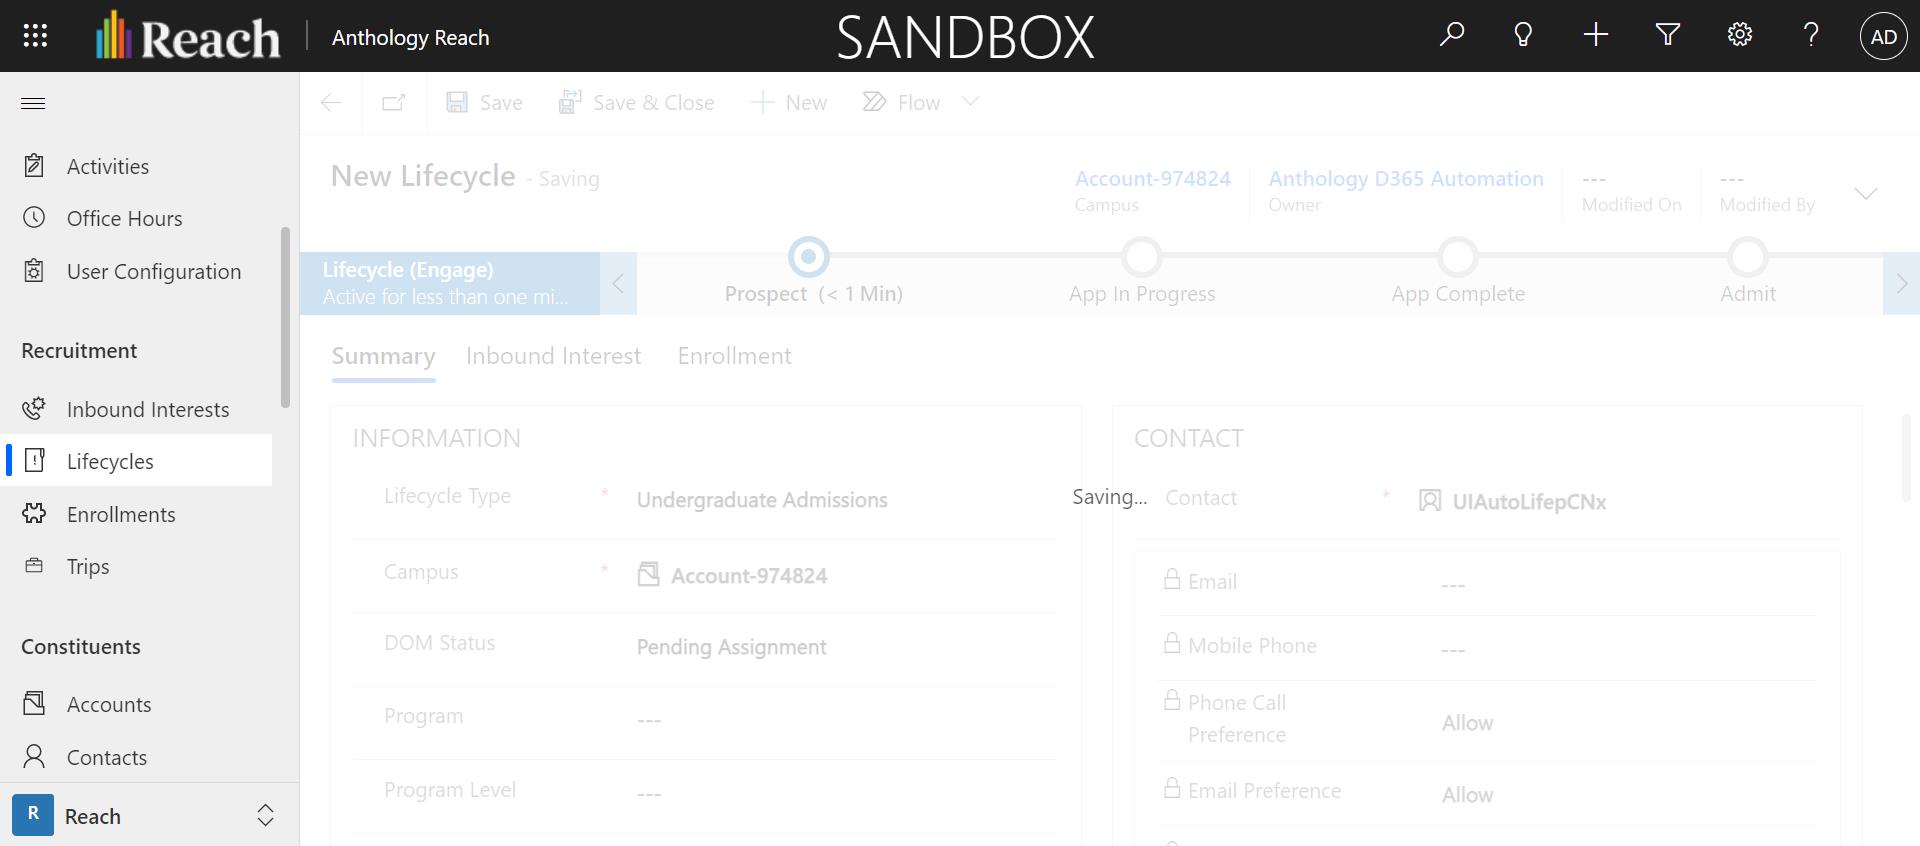 Reach
Anthology Reach
SANDBOX
AD
Save
Save & Close
New
Flow
Activities
Office Hours
User Configuration
Recruitment
Inbound Interests
Lifecycles
Enrollments
Trips
Constituents
Accounts
Contacts
R
Reach
New Lifecycle - Saving
Account-974824
Campus
Anthology D365 Automation
Owner
---
Modified On
---
Modified By
Lifecycle (Engage)
Active for less than one mi...
Prospect (< 1 Min)
App In Progress
App Complete
Admit
Summary
Inbound Interest
Enrollment
INFORMATION
Lifecycle Type * Undergraduate Admissions
Campus * Account-974824
DOM Status Pending Assignment
Program ---
Program Level ---
Saving...
CONTACT
Contact * UIAutoLifepCNx
Email ---
Mobile Phone ---
Phone Call
Preference
Allow
Email Preference Allow